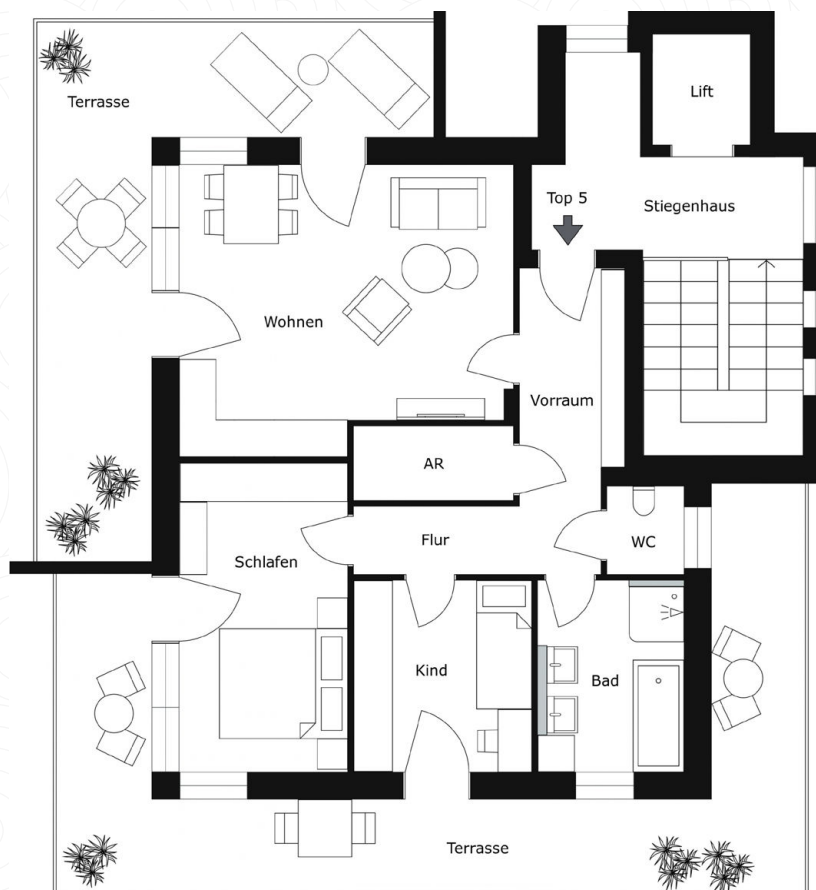 Lift
Terrasse
Top 5
Stiegenhaus
Wohnen
Vorraum
AR
Flur
WC
Schlafen
Kind
Bad
Terrasse